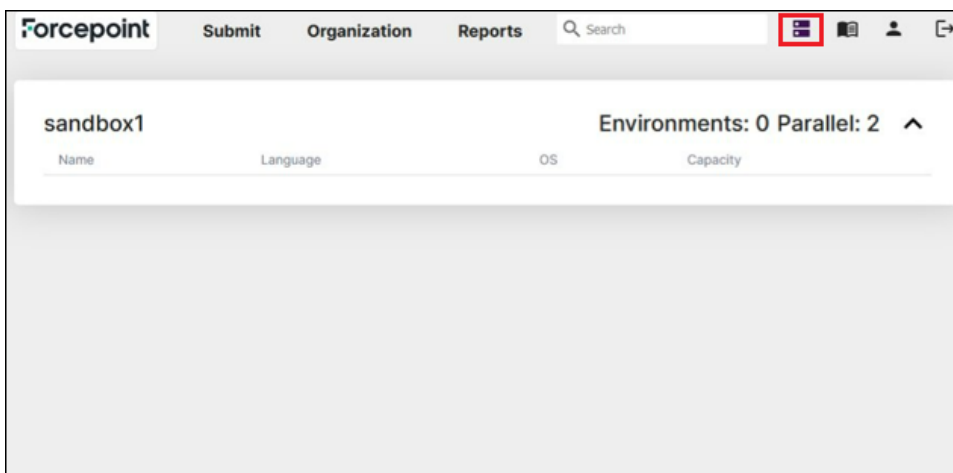 Forcepoint Submit Organization Reports Search
sandbox1 Environments: 0 Parallel: 2
Name Language OS Capacity